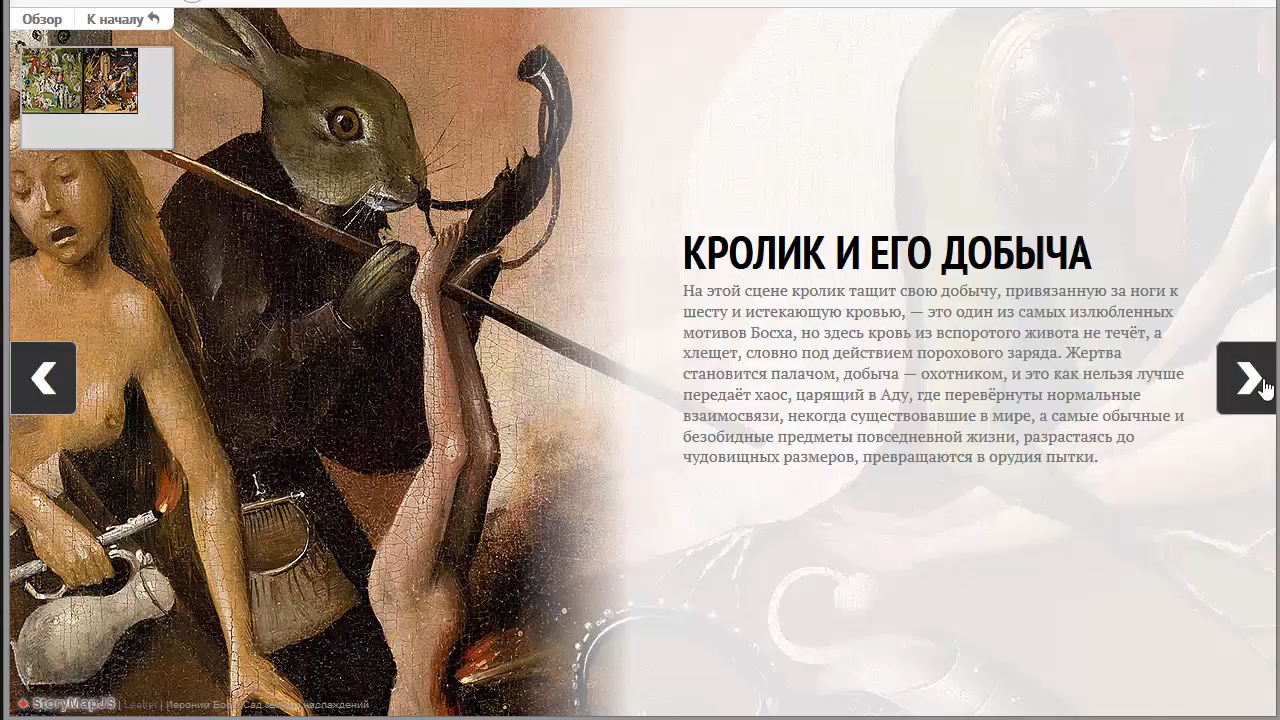 Обзор
К началу
КРОЛИК И ЕГО ДОБЫЧА
На этой сцене кролик тащит свою добычу, привязанную за ноги к
шесту и истекающую кровью, — это один из самых излюбленных
мотивов Босха, но здесь кровь из вспоротого живота не течёт, а
хлещет, словно под действием порохового заряда. Жертва
становится палачом, добыча — охотником, и это как нельзя лучше
передаёт хаос, царящий в Аду, где перевёрнуты нормальные
взаимосвязи, некогда существовавшие в мире, а самые обычные и
безобидные предметы повседневной жизни, разрастаясь до
чудовищных размеров, превращаются в орудия пытки.
StoryMapJS | Leaflet | Иероним Босх. Сад земных наслаждений